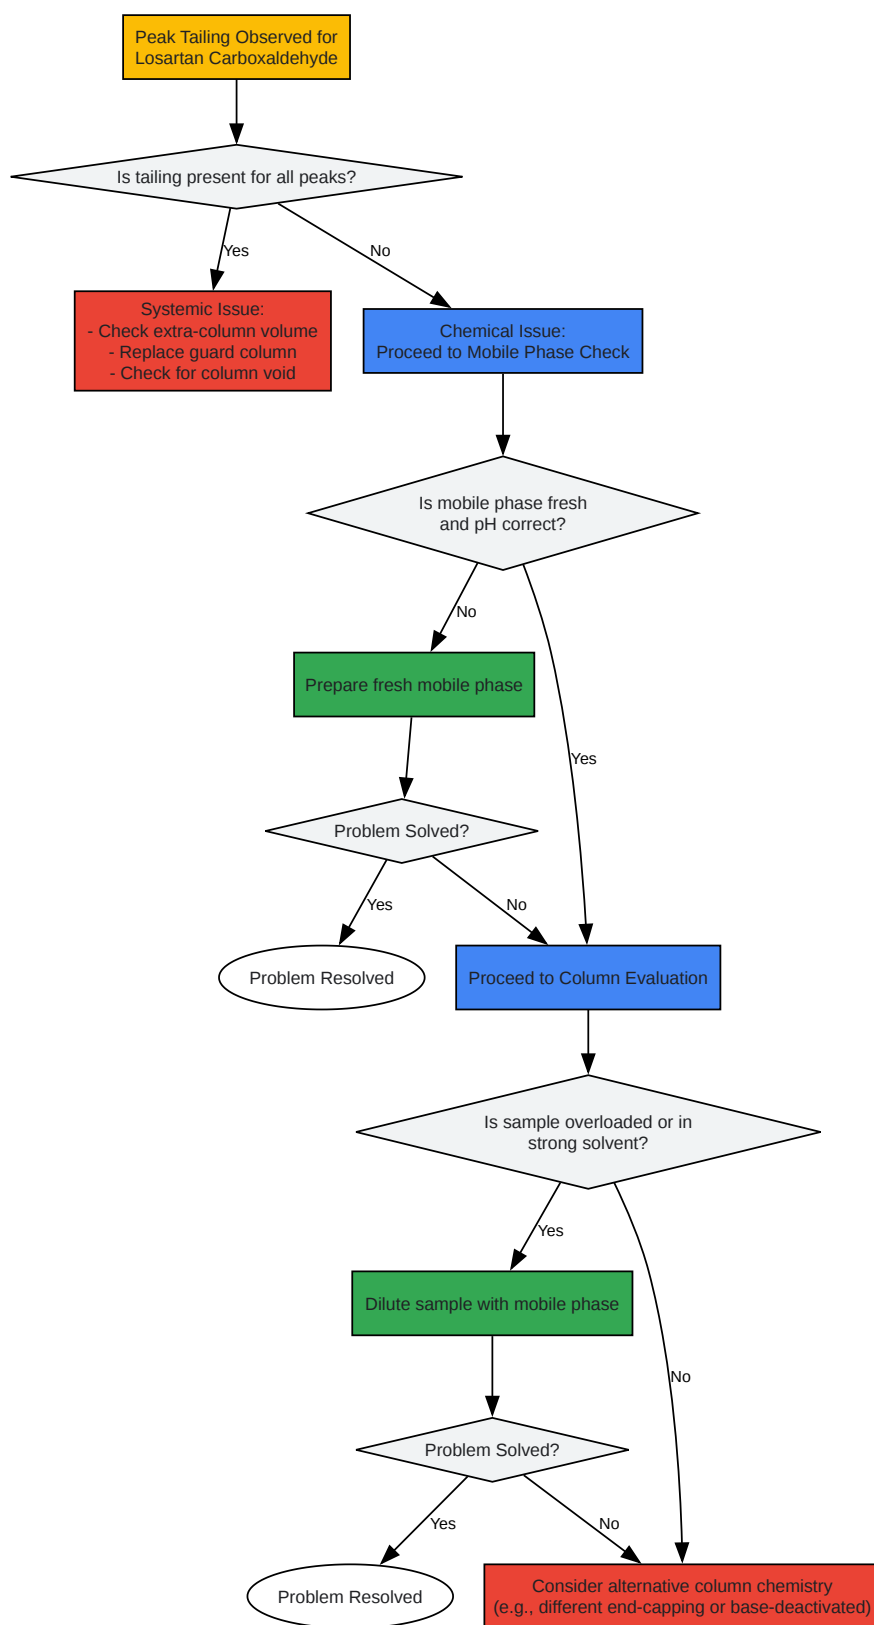 Peak Tailing Observed for
Losartan Carboxaldehyde
Is tailing present for all peaks?
Yes
No
Systemic Issue:
- Check extra-column volume
- Replace guard column
- Check for column void
Chemical Issue:
Proceed to Mobile Phase Check
Is mobile phase fresh
and pH correct?
No
Prepare fresh mobile phase
Yes
Problem Solved?
Yes
No
Problem Resolved
Proceed to Column Evaluation
Is sample overloaded or in
strong solvent?
Yes
Dilute sample with mobile phase
No
Problem Solved?
Yes
No
Problem Resolved
Consider alternative column chemistry
(e.g., different end-capping or base-deactivated)